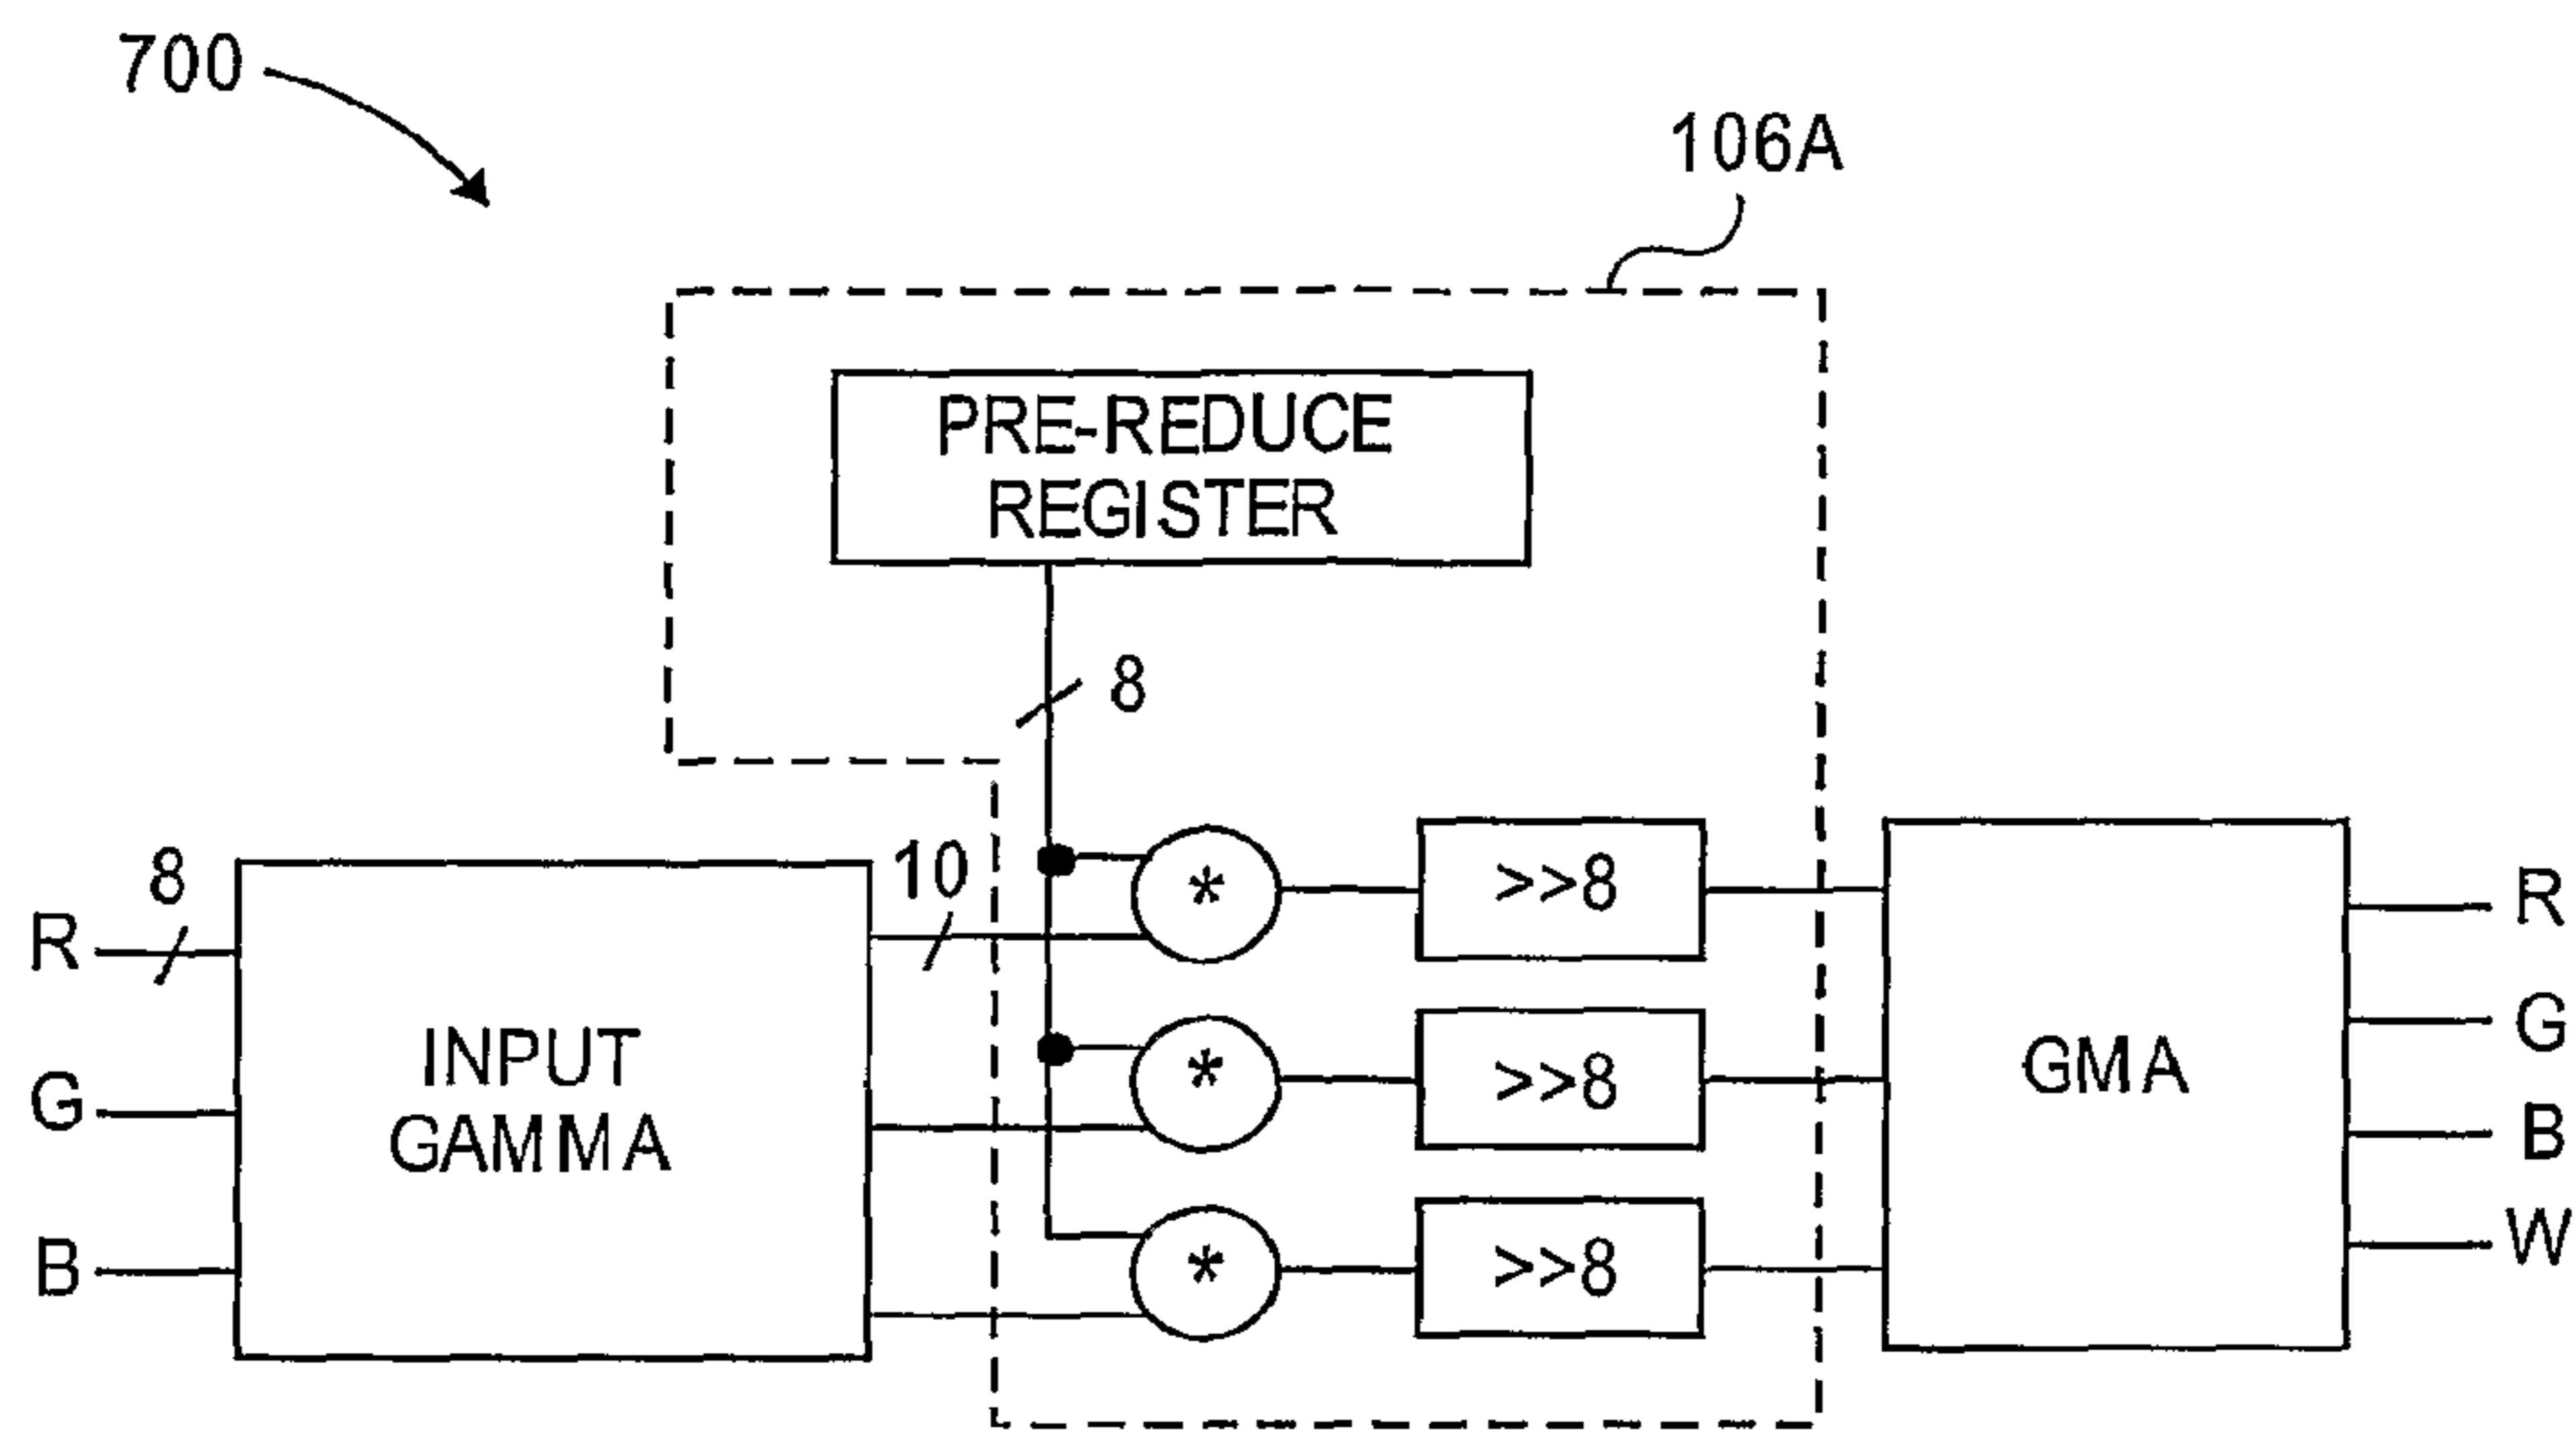 700
106A
PRE-REDUCE
REGISTER
8
8
10
R
G
B
INPUT
GAMMA
*
>>8
*
>>8
*
>>8
GMA
R
G
B
W